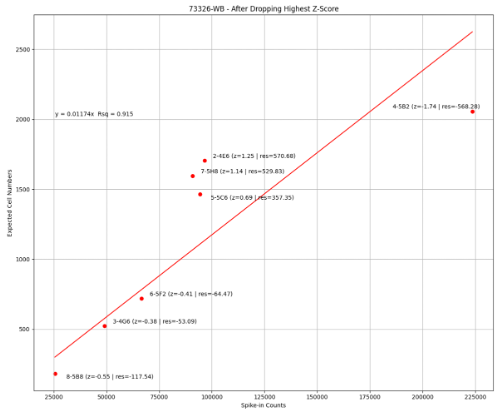 73326-WB - After Dropping Highest Z-Score
2500
2000
1500
1000
500
Expected Cell Numbers
y = 0.01174x Rsq = 0.915
4-5B2 (z=-1.74 | res=-568.28)
2-4E6 (z=1.25 | res=570.68)
7-5H8 (z=1.14 | res=529.83)
5-5C6 (z=0.69 | res=357.35)
6-5F2 (z=-0.41 | res=-64.47)
3-4G6 (z=-0.38 | res=-53.09)
8-5B8 (z=-0.55 | res=-117.54)
25000 50000 75000 100000 125000 150000 175000 200000 225000
Spike-in Counts